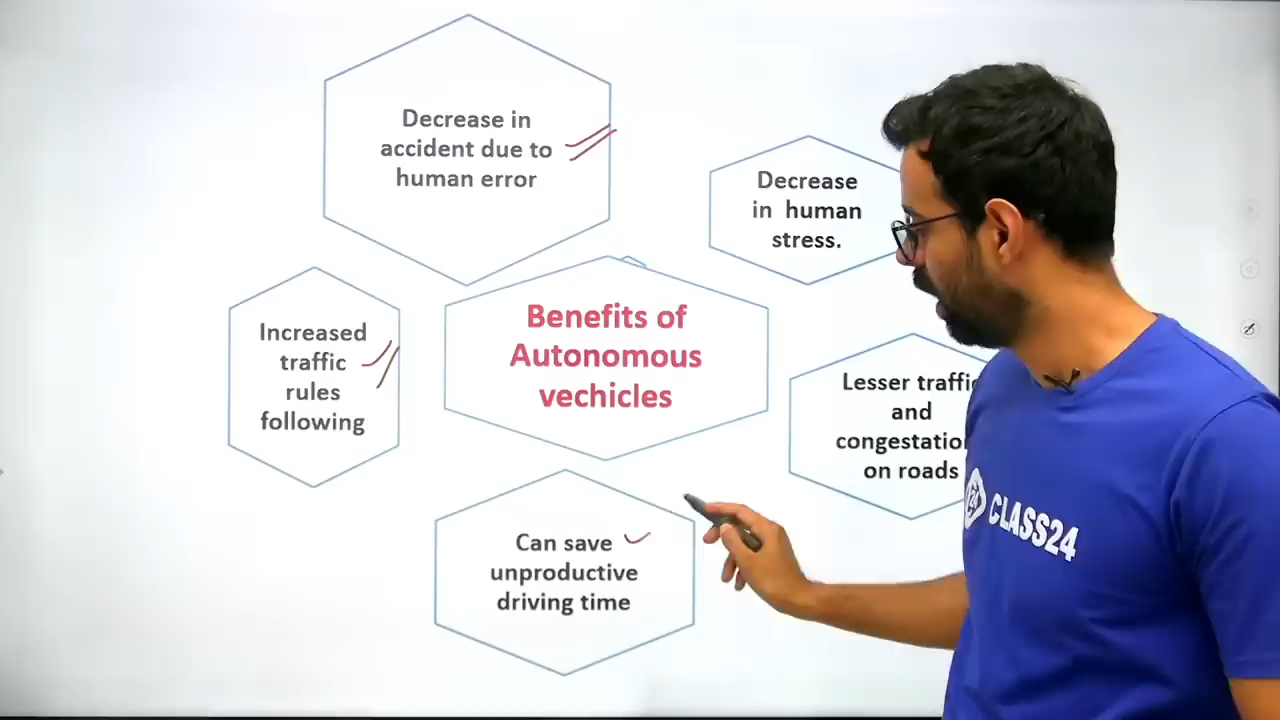 Decrease in
accident due to
human error
Decrease
in human
stress.
Increased
traffic
rules
following
Benefits of
Autonomous
vechicles
Lesser
and
on roads
Can save
unproductive
driving time
CLASS24